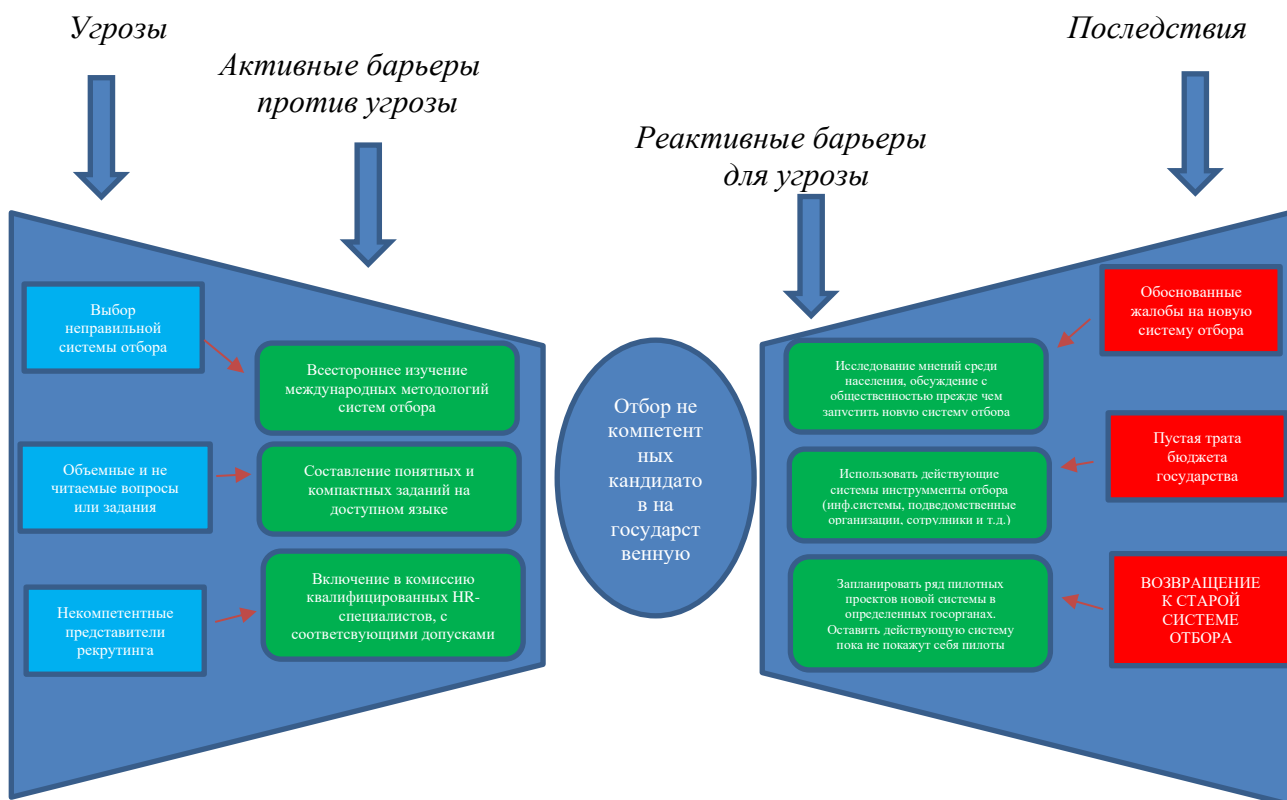 Угрозы
Последствия
Активные барьеры
против угрозы
Реактивные барьеры
для угрозы
Выбор
неправильной
системы отбора
Объемные и не
читаемые вопросы
или задания
Некомпетентные
представители
рекрутинга
Всестороннее изучение
международных методологий
систем отбора
Составление понятных и
компактных заданий на
доступном языке
Включение в комиссию
квалифицированных HR-
специалистов, с
соответсвующими допусками
Отбор не
компетент
ных
кандидато
в на
государст
венную
Исследование мнений среди
населения, обсуждение с
общественностью прежде чем
запустить новую систему отбора
Использовать действующие
системы инструменты отбора
(инф.системы, подведомственные
организации, сотрудники и т.д.)
Запланировать ряд пилотных
проектов новой системы в
определенных госорганах.
Оставить действующую систему
пока не покажут себя пилоты
Обоснованные
жалобы на новую
систему отбора
Пустая трата
бюджета
государства
ВОЗВРАЩЕНИЕ
К СТАРОЙ
СИСТЕМЕ
ОТБОРА